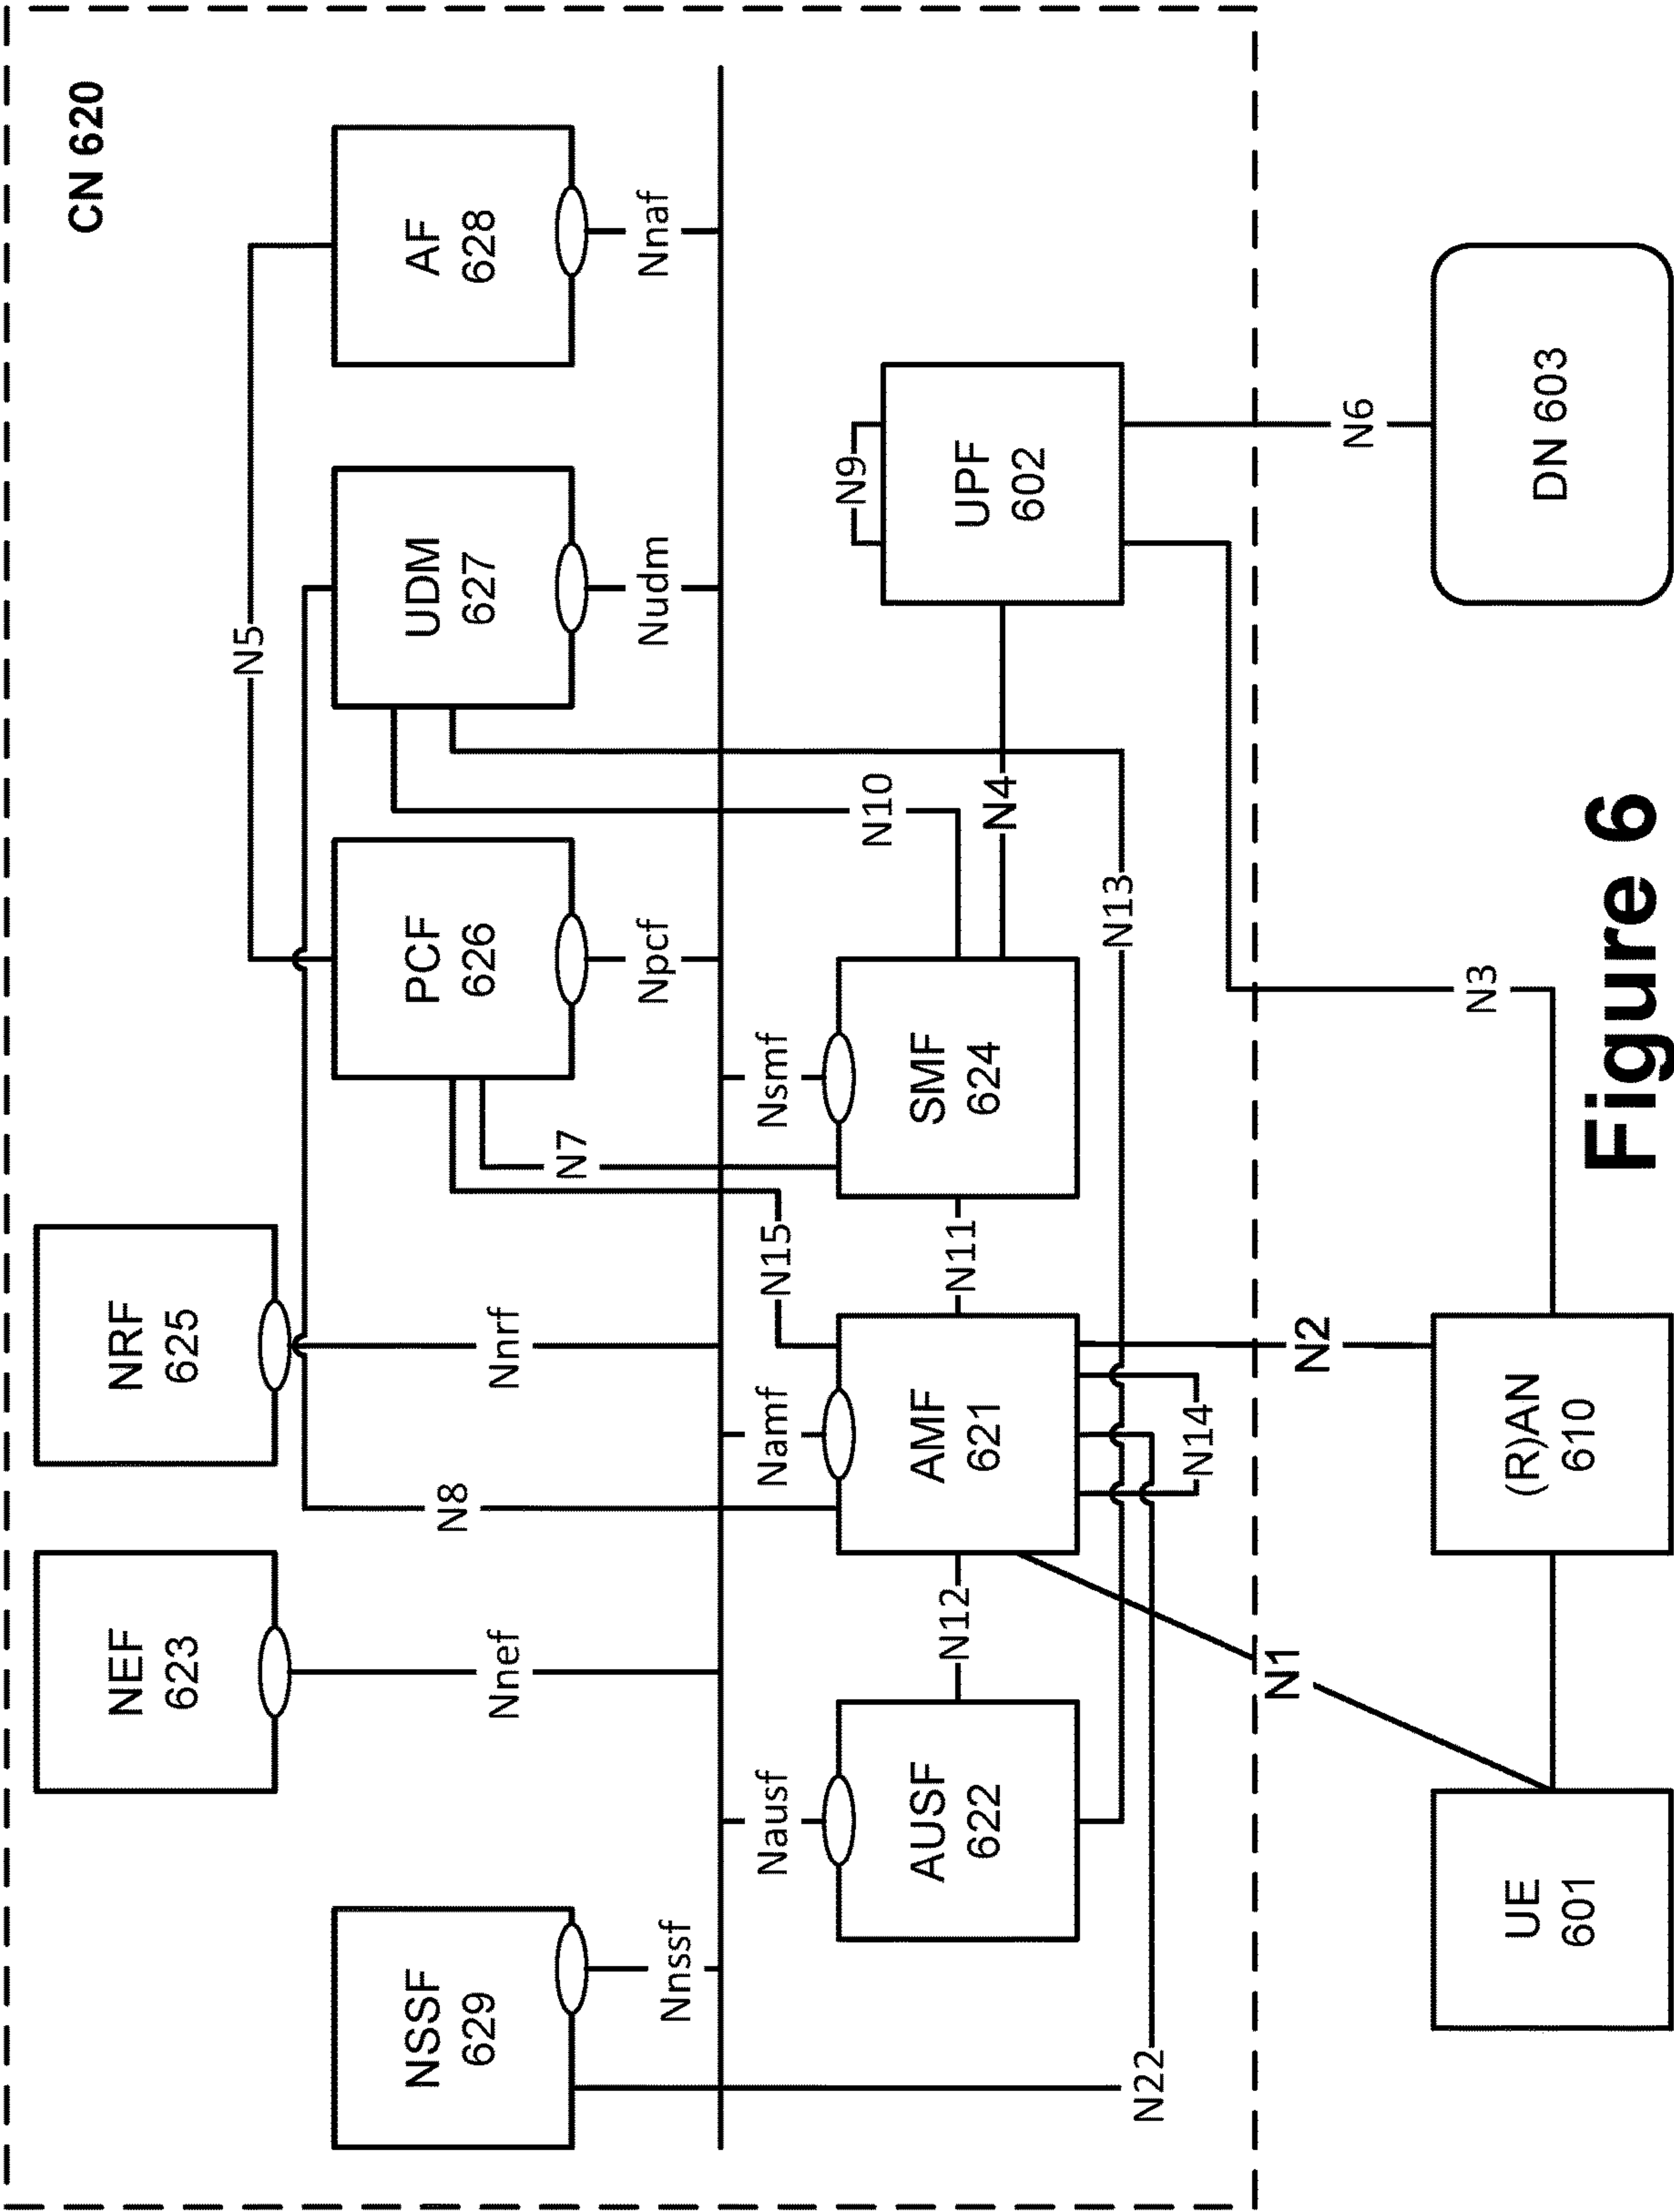 CN 620
NEF
623
NRF
625
N5
N8
NSSF
629
PCF
626
UDM
627
AF
628
Nnef
Nnrf
N7
Nnssf
Npcf
Nudm
Nnaf
Nausf
Namf
N15
Nsmf
N10
N9
AUSF
622
N12
AMF
621
N11
SMF
624
N4
UPF
602
N13
N22
N14
N1
N2
N3
N6
UE
601
(R)AN
610
DN 603
Figure 6